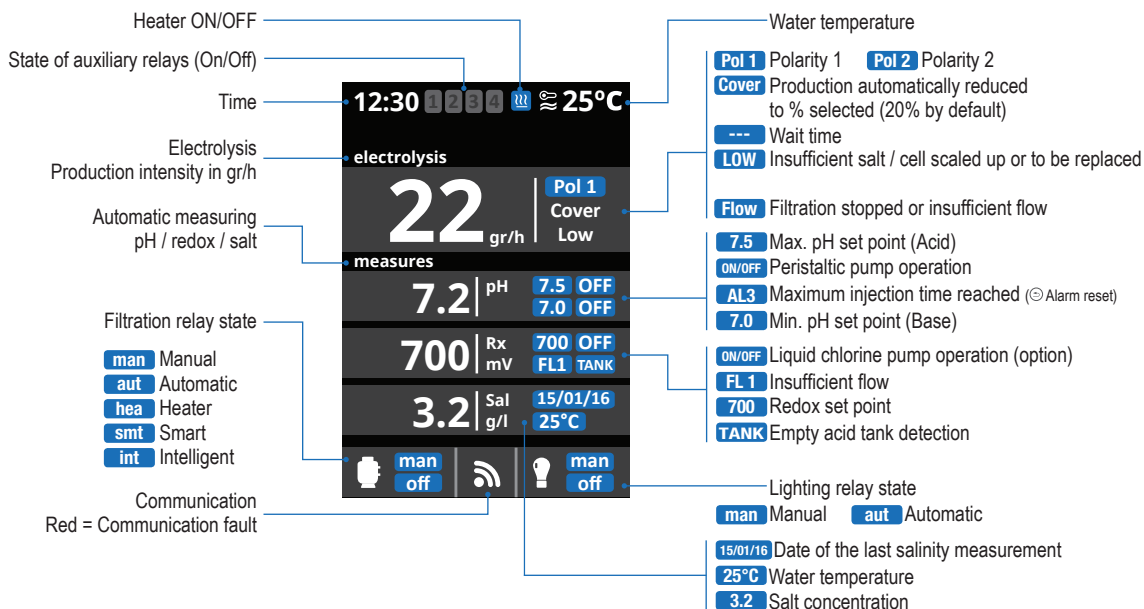 Heater ON/OFF
State of auxiliary relays (On/Off)
Time
Electrolysis
Production intensity in gr/h
Automatic measuring
pH / redox / salt
Filtration relay state
man Manual
aut Automatic
hea Heater
smt Smart
int Intelligent
Communication
Red = Communication fault
12:30 1 2 3 4 25°C
electrolysis
22 gr/h
Pol 1
Cover
Low
measures
7.2 pH 7.5 OFF
7.0 OFF
700 Rx mV 700 OFF
FL1 TANK
3.2 Sal g/l 15/01/16
25°C
man
off
man
off
Water temperature
Pol 1 Polarity 1 Pol 2 Polarity 2
Cover Production automatically reduced
to % selected (20% by default)
--- Wait time
LOW Insufficient salt / cell scaled up or to be replaced
Flow Filtration stopped or insufficient flow
7.5 Max. pH set point (Acid)
ON/OFF Peristaltic pump operation
AL3 Maximum injection time reached (⊝ Alarm reset)
7.0 Min. pH set point (Base)
ON/OFF Liquid chlorine pump operation (option)
FL 1 Insufficient flow
700 Redox set point
TANK Empty acid tank detection
Lighting relay state
man Manual aut Automatic
15/01/16 Date of the last salinity measurement
25°C Water temperature
3.2 Salt concentration